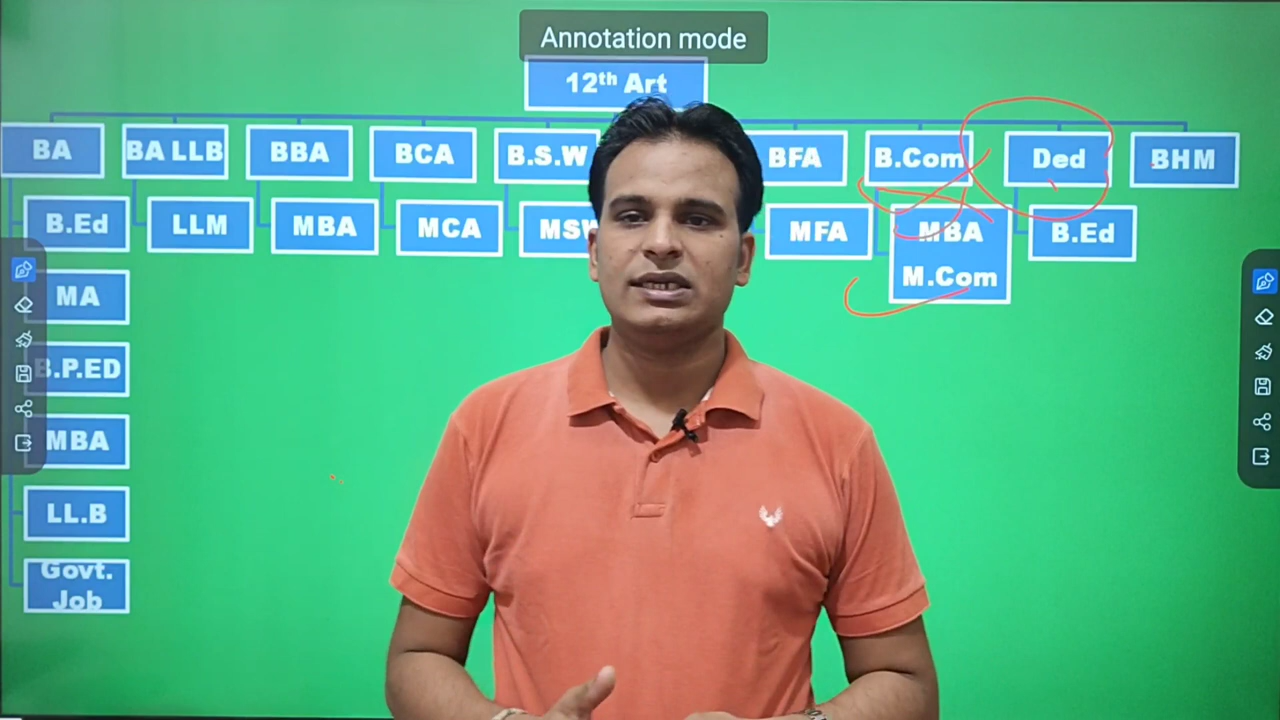 Annotation mode
12th Art
BA
BA LLB
BBA
BCA
B.S.W
BFA
B.Com
Ded
BHM
B.Ed
LLM
MBA
MCA
MSW
MFA
MBA
M.Com
B.Ed
MA
B.P.ED
MBA
LL.B
Govt.
Job